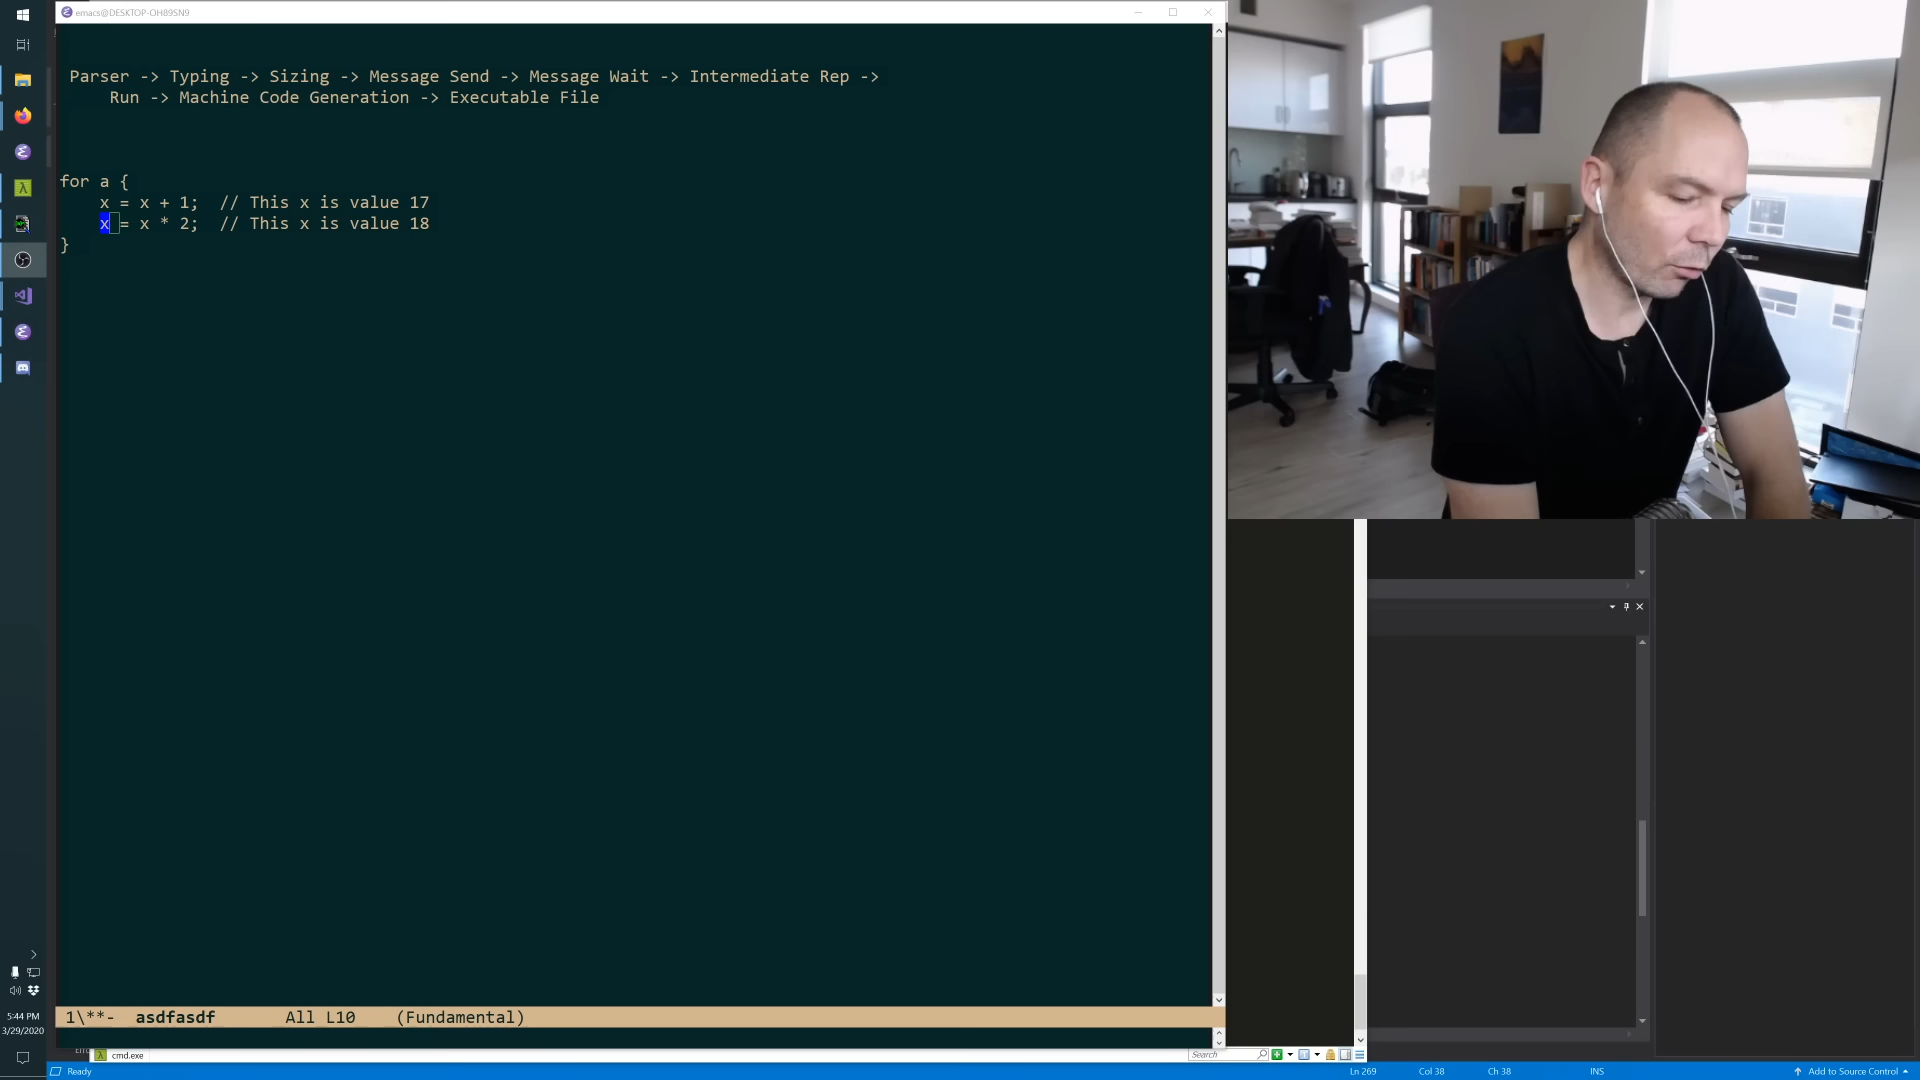 emacs@DESKTOP-OH89SN9
Parser -> Typing -> Sizing -> Message Send -> Message Wait -> Intermediate Rep ->
Run -> Machine Code Generation -> Executable File
for a {
x = x + 1;  // This x is value 17
x = x * 2;  // This x is value 18
}
1\**-  asdfasdf       All L10    (Fundamental)
cmd.exe
Search
5:44 PM
3/29/2020
Ready
Ln 269
Col 38
Ch 38
INS
Add to Source Control